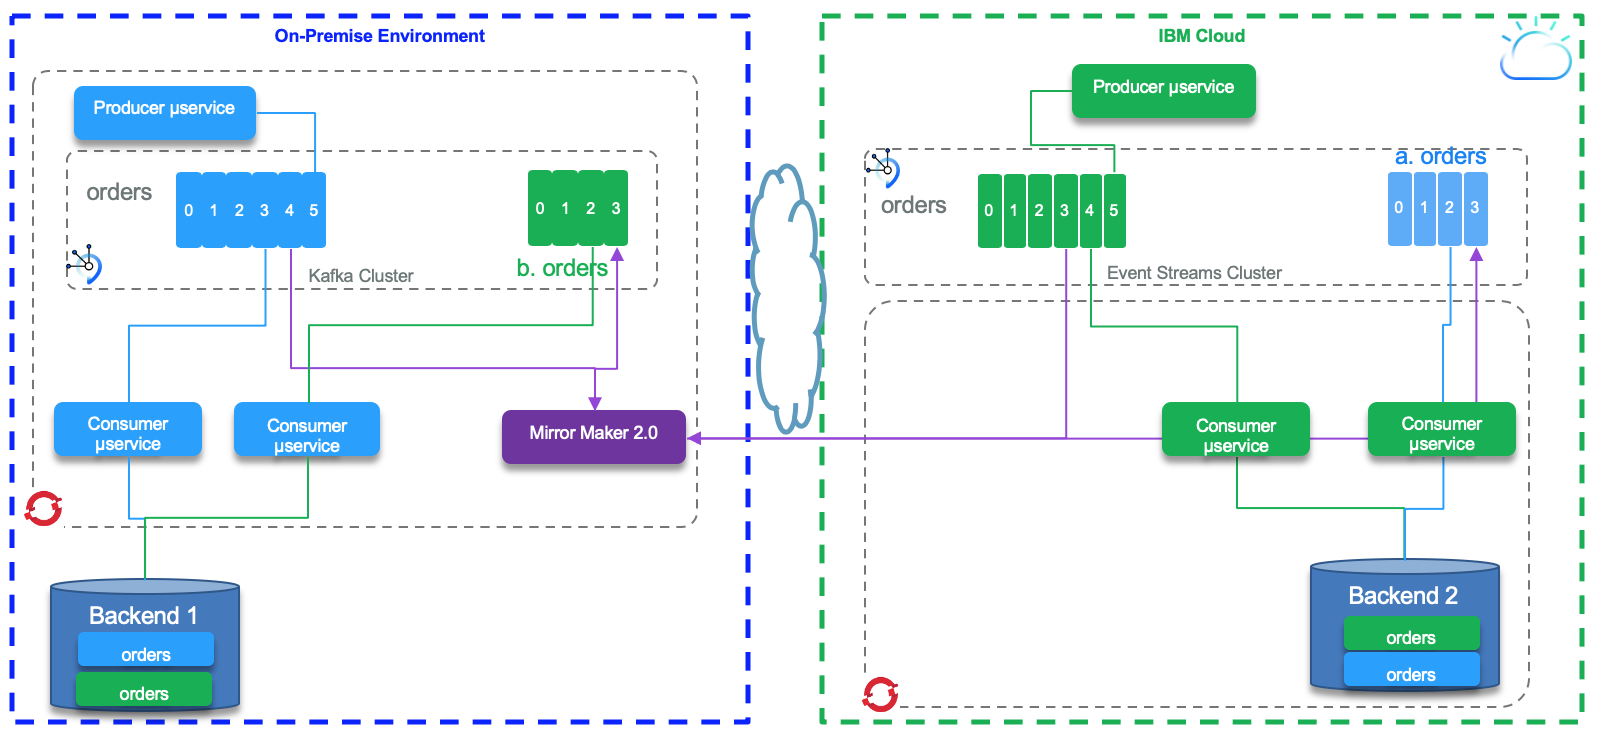 On-Premise Environment
Producer µservice
orders
0 1 2 3 4 5
0 1 2 3
b. orders
Kafka Cluster
Consumer
µservice
Consumer
µservice
Mirror Maker 2.0
Backend 1
orders
orders
IBM Cloud
Producer µservice
a. orders
orders
0 1 2 3 4 5
0 1 2 3
Event Streams Cluster
Consumer
µservice
Consumer
µservice
Backend 2
orders
orders